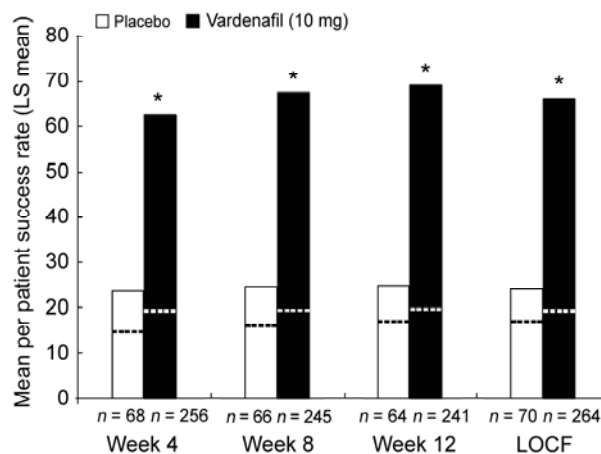 Placebo Vardenafil (10 mg)
Mean per patient success rate (LS mean)
80
70
60
50
40
30
20
10
0
* * * *
n = 68 n = 256 n = 66 n = 245 n = 64 n = 241 n = 70 n = 264
Week 4 Week 8 Week 12 LOCF